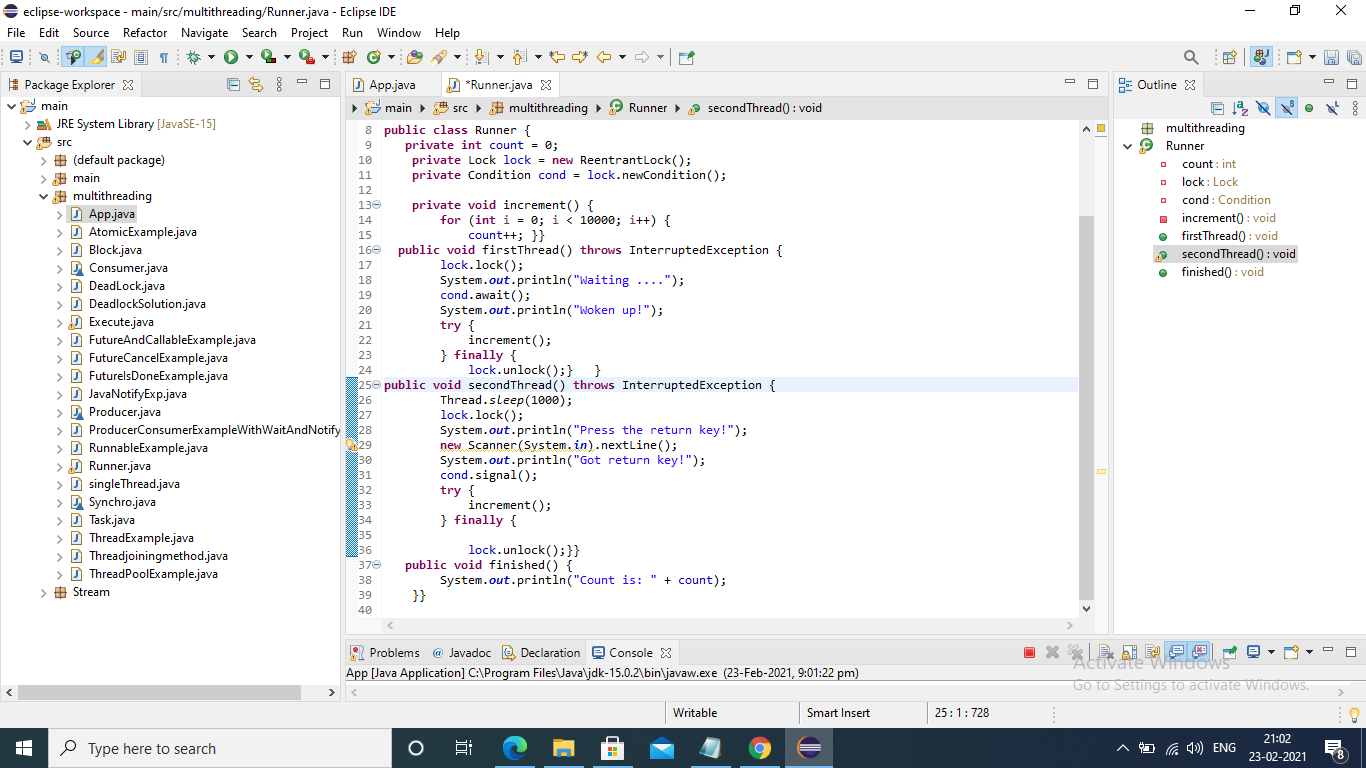 eclipse-workspace - main/src/multithreading/Runner.java - Eclipse IDE
File Edit Source Refactor Navigate Search Project Run Window Help
Package Explorer
main
JRE System Library [JavaSE-15]
src
(default package)
main
multithreading
App.java
AtomicExample.java
Block.java
Consumer.java
DeadLock.java
DeadlockSolution.java
Execute.java
FutureAndCallableExample.java
FutureCancelExample.java
FutureIsDoneExample.java
JavaNotifyExp.java
Producer.java
ProducerConsumerExampleWithWaitAndNotify
RunnableExample.java
Runner.java
singleThread.java
Synchro.java
Task.java
ThreadExample.java
Threadjoiningmethod.java
ThreadPoolExample.java
Stream
App.java *Runner.java
main src multithreading Runner secondThread() : void
8 public class Runner {
9 private int count = 0;
10 private Lock lock = new ReentrantLock();
11 private Condition cond = lock.newCondition();
12
13 private void increment() {
14 for (int i = 0; i < 10000; i++) {
15 count++; }}
16 public void firstThread() throws InterruptedException {
17 lock.lock();
18 System.out.println("Waiting ....");
19 cond.await();
20 System.out.println("Woken up!");
21 try {
22 increment();
23 } finally {
24 lock.unlock();} }
25 public void secondThread() throws InterruptedException {
26 Thread.sleep(1000);
27 lock.lock();
28 System.out.println("Press the return key!");
29 new Scanner(System.in).nextLine();
30 System.out.println("Got return key!");
31 cond.signal();
32 try {
33 increment();
34 } finally {
35
36 lock.unlock();}}
37 public void finished() {
38 System.out.println("Count is: " + count);
39 }}
40
Outline
multithreading
Runner
count : int
lock : Lock
cond : Condition
increment() : void
firstThread() : void
secondThread() : void
finished() : void
Problems @ Javadoc Declaration Console
App [Java Application] C:\Program Files\Java\jdk-15.0.2\bin\javaw.exe (23-Feb-2021, 9:01:22 pm)
Activate Windows
Go to Settings to activate Windows.
Writable Smart Insert 25 : 1 : 728
Type here to search
ENG
21:02
23-02-2021
8